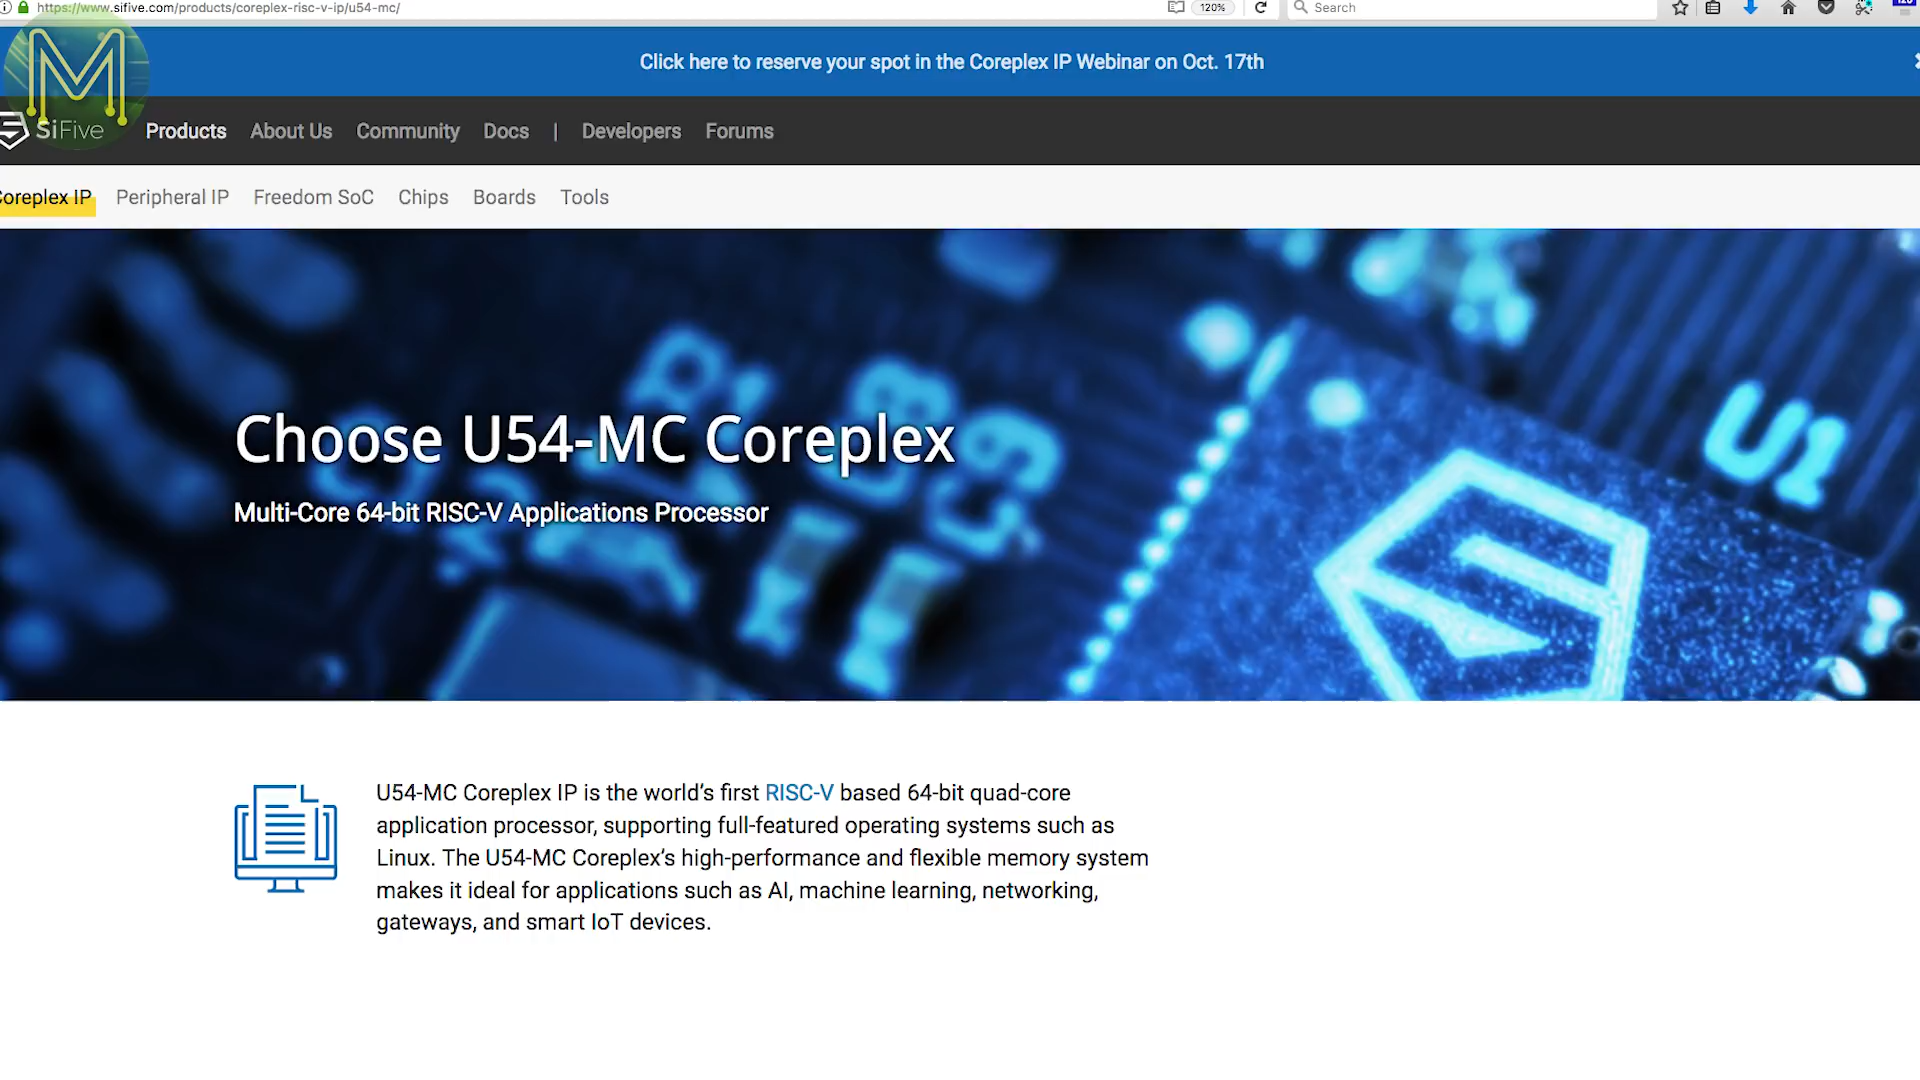 https://www.sifive.com/products/coreplex-risc-v-ip/u54-mc/
120%
Search
Click here to reserve your spot in the Coreplex IP Webinar on Oct. 17th
M
SiFive
Products
About Us
Community
Docs
|
Developers
Forums
Coreplex IP
Peripheral IP
Freedom SoC
Chips
Boards
Tools
Choose U54-MC Coreplex
Multi-Core 64-bit RISC-V Applications Processor
U1
C9
U54-MC Coreplex IP is the world's first RISC-V based 64-bit quad-core
application processor, supporting full-featured operating systems such as
Linux. The U54-MC Coreplex's high-performance and flexible memory system
makes it ideal for applications such as AI, machine learning, networking,
gateways, and smart IoT devices.